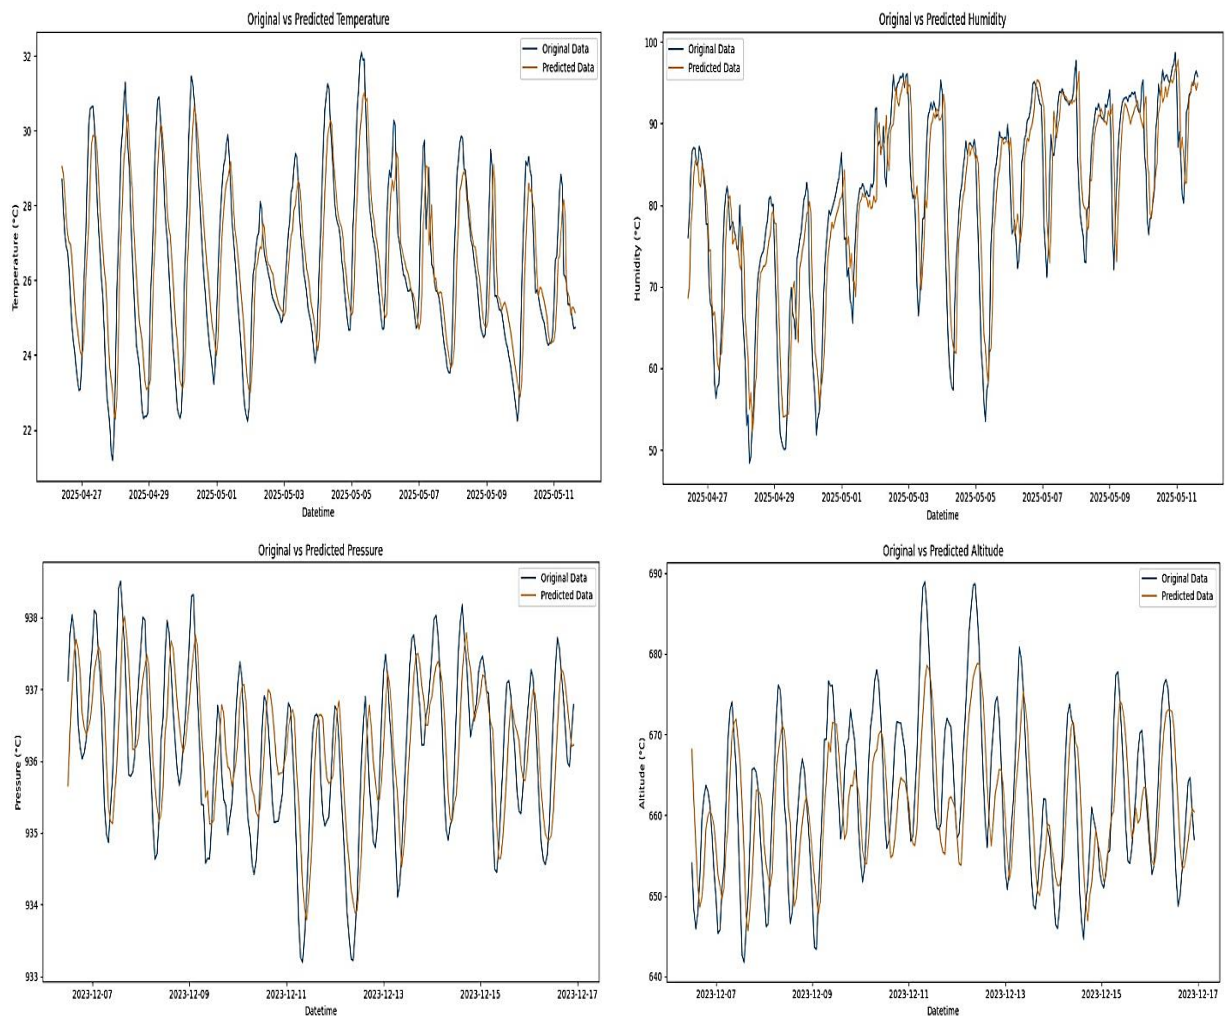 Original vs Predicted Temperature
Original Data
Predicted Data
32
30
28
26
24
22
Temperature (°C)
2025-04-27 2025-04-29 2025-05-01 2025-05-03 2025-05-05 2025-05-07 2025-05-09 2025-05-11
Datetime
Original vs Predicted Humidity
Original Data
Predicted Data
100
90
80
70
60
50
Humidity (°C)
2025-04-27 2025-04-29 2025-05-01 2025-05-03 2025-05-05 2025-05-07 2025-05-09 2025-05-11
Datetime
Original vs Predicted Pressure
Original Data
Predicted Data
938
937
936
935
934
933
Pressure (°C)
2023-12-07 2023-12-09 2023-12-11 2023-12-13 2023-12-15 2023-12-17
Datetime
Original vs Predicted Altitude
Original Data
Predicted Data
690
680
670
660
650
640
Altitude (°C)
2023-12-07 2023-12-09 2023-12-11 2023-12-13 2023-12-15 2023-12-17
Datetime